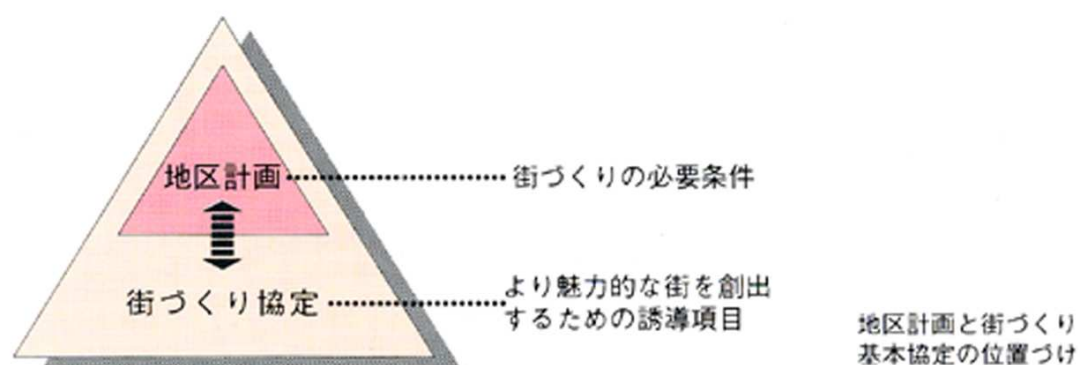 地区計画
街づくりの必要条件
街づくり協定
より魅力的な街を創出
するための誘導項目
地区計画と街づくり
基本協定の位置づけ